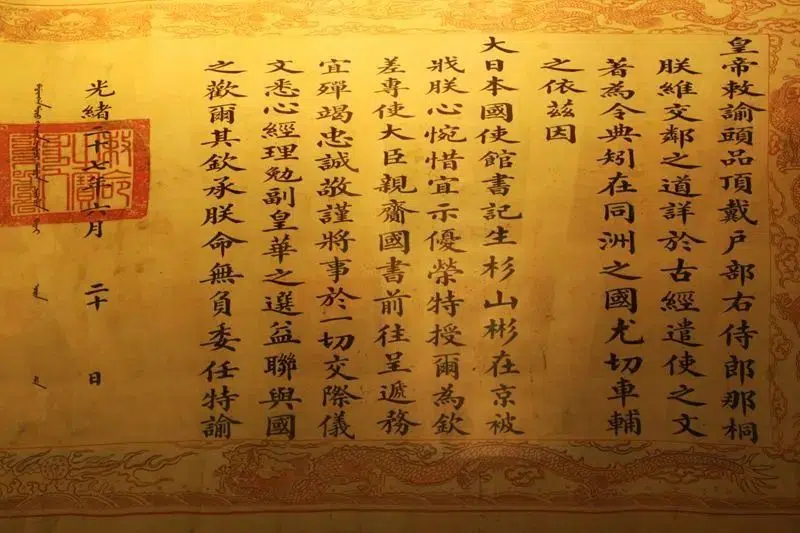 皇帝敕諭頭品頂戴戶部右侍郎那桐
朕維交鄰之道詳於古經遣使之文
著為令典矧在同洲之國尤切車輔
之依茲因
大日本國使館書記生杉山彬在京被
戕朕心惋惜宜示優榮特授爾為欽
差專使大臣親齎國書前往呈遞務
宜殫竭忠誠敬謹將事於一切交際儀
文悉心經理勉副皇華之選益聯與國
之歡爾其欽承朕命無負委任特諭
光緒二十七年六月 二十 日
敕命之寶